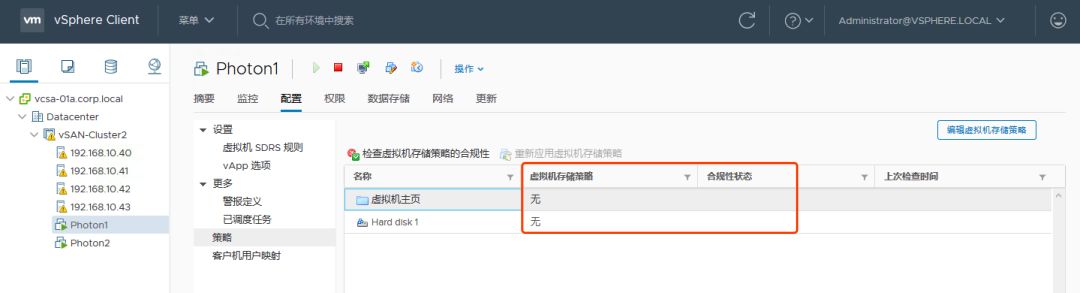 vm vSphere Client 菜单 在所有环境中搜索 Administrator@VSPHERE.LOCAL
vcsa-01a.corp.local
Datacenter
vSAN-Cluster2
192.168.10.40
192.168.10.41
192.168.10.42
192.168.10.43
Photon1
Photon2
Photon1 操作
摘要 监控 配置 权限 数据存储 网络 更新
设置
虚拟机 SDRS 规则
vApp 选项
更多
警报定义
已调度任务
策略
客户机用户映射
编辑虚拟机存储策略
检查虚拟机存储策略的合规性 重新应用虚拟机存储策略
名称 虚拟机存储策略 合规性状态 上次检查时间
虚拟机主页 无
Hard disk 1 无